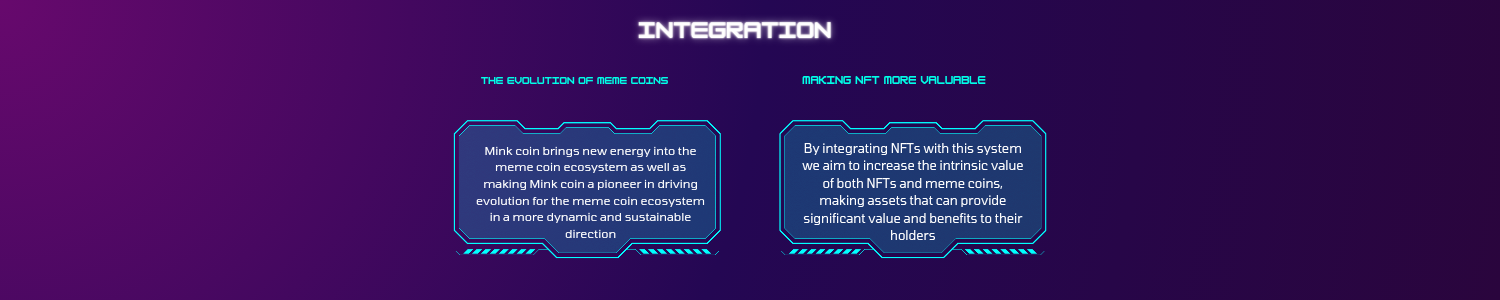 INTEGRATION
THE EVOLUTION OF MEME COINS
Mink coin brings new energy into the
meme coin ecosystem as well as
making Mink coin a pioneer in driving
evolution for the meme coin ecosystem
in a more dynamic and sustainable
direction
MAKING NFT MORE VALUABLE
By integrating NFTs with this system
we aim to increase the intrinsic value
of both NFTs and meme coins,
making assets that can provide
significant value and benefits to their
holders